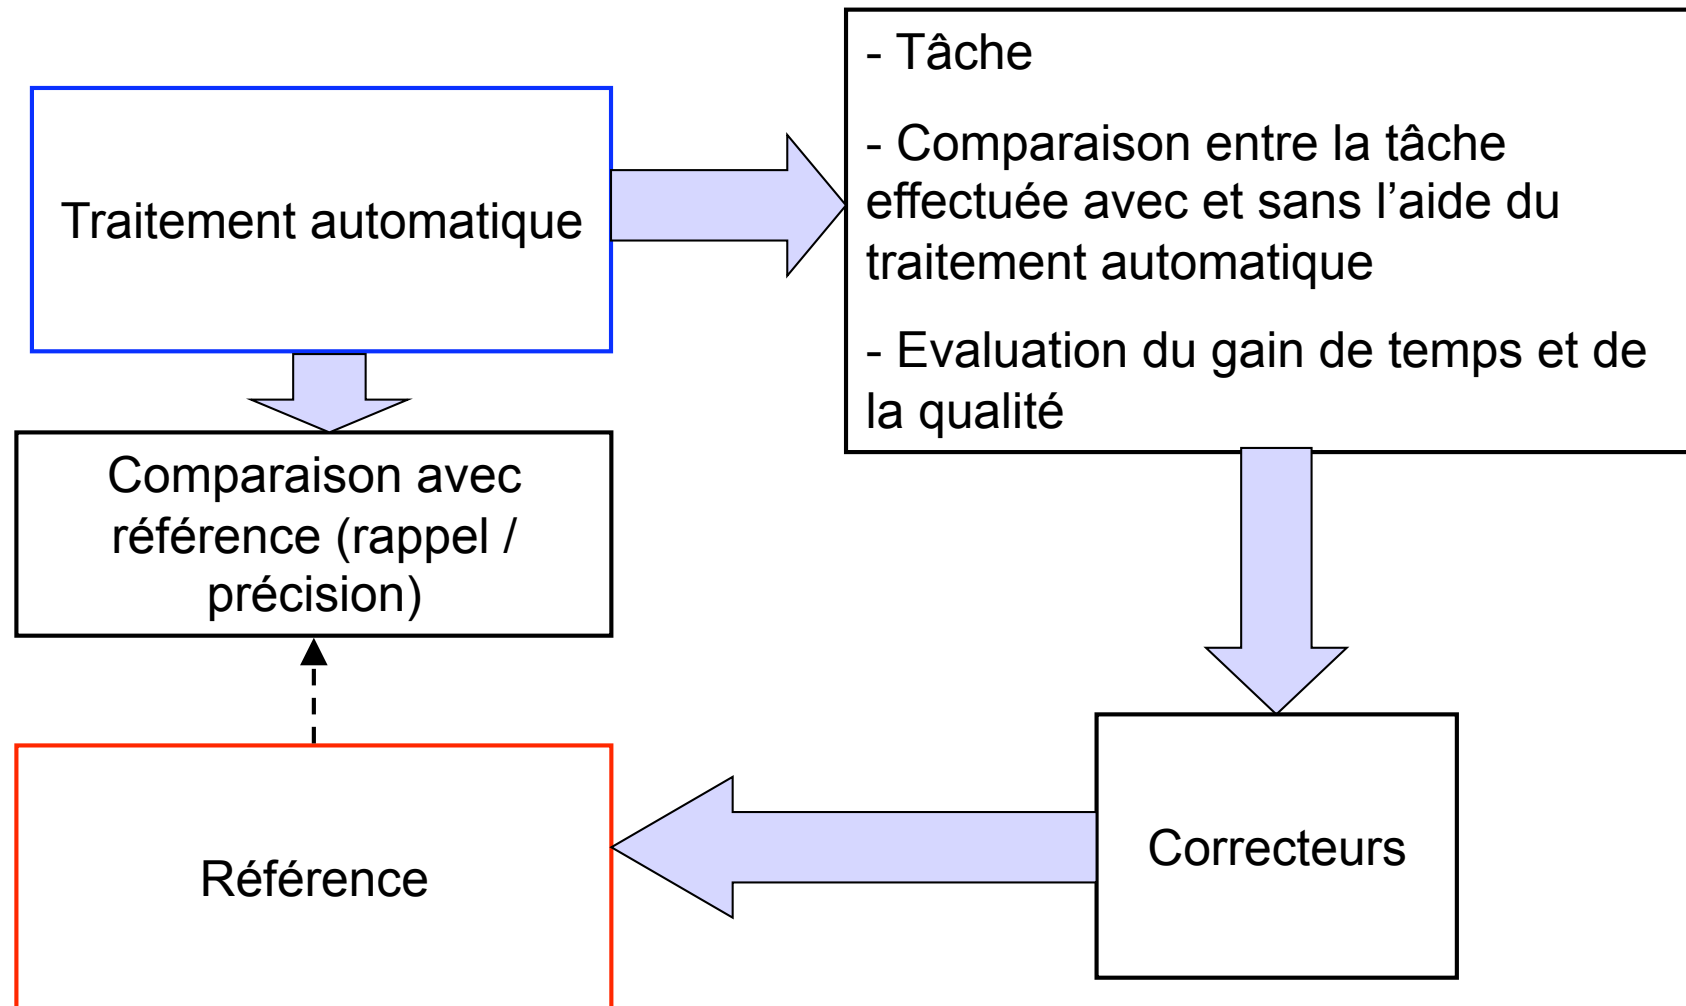 - Tâche
- Comparaison entre la tâche
effectuée avec et sans l’aide du
traitement automatique
- Evaluation du gain de temps et de
la qualité
Traitement automatique
Comparaison avec
référence (rappel /
précision)
Référence
Correcteurs